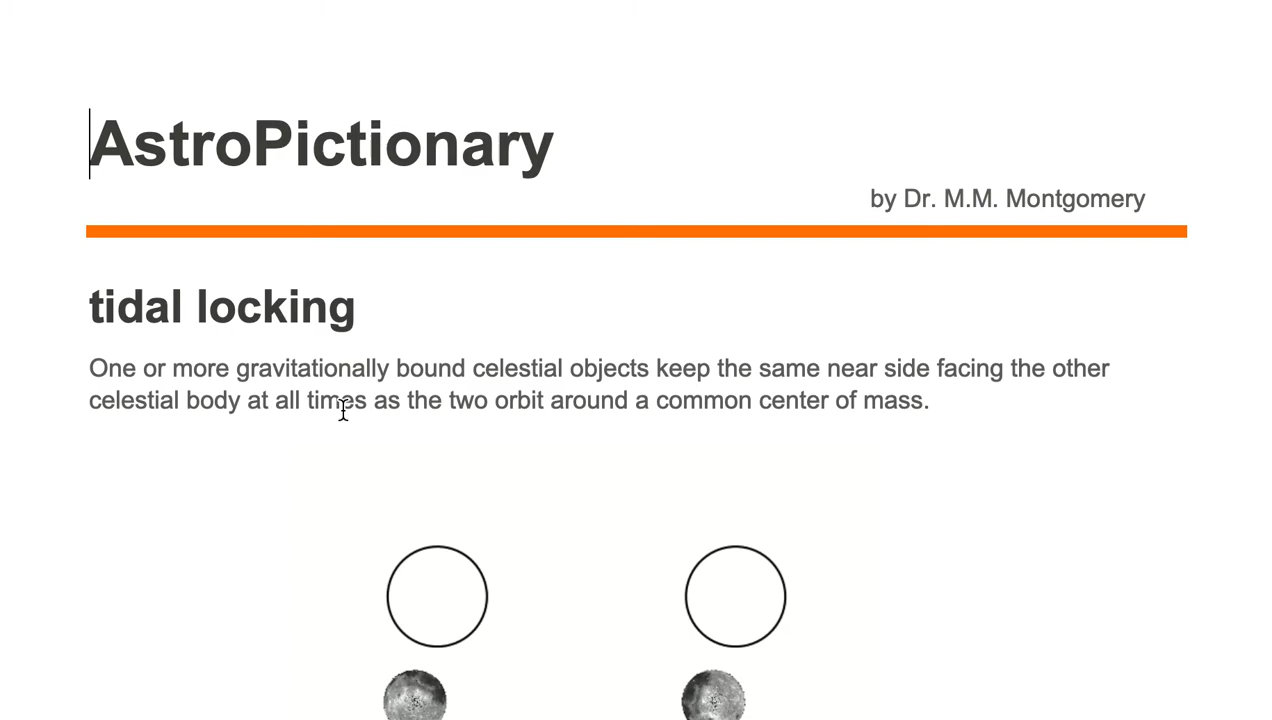 AstroPictionary
by Dr. M.M. Montgomery
tidal locking
One or more gravitationally bound celestial objects keep the same near side facing the other
celestial body at all times as the two orbit around a common center of mass.